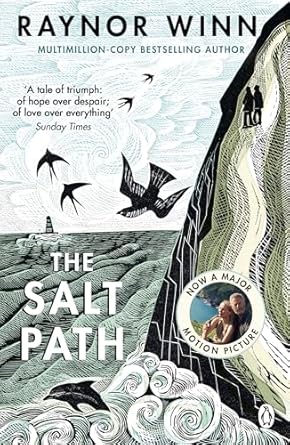 RAYNOR WINN
MULTIMILLION-COPY BESTSELLING AUTHOR
‘A tale of triumph:
of hope over despair;
of love over everything’
Sunday Times
THE
SALT
PATH
NOW A MAJOR
MOTION PICTURE